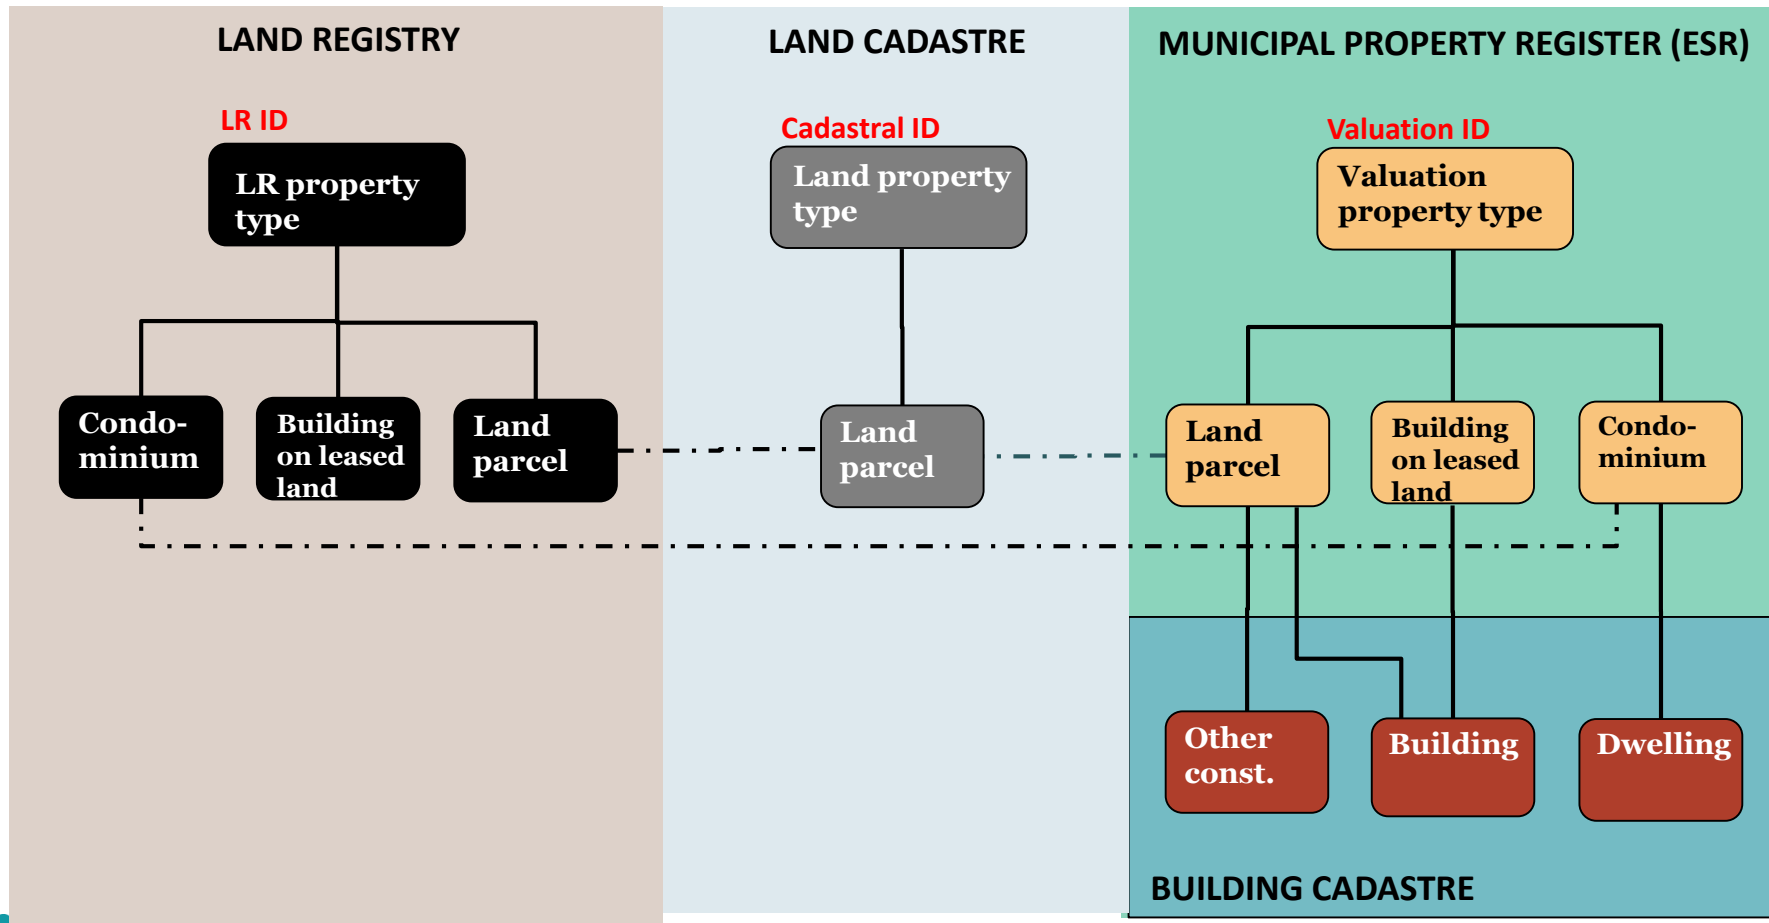 LAND REGISTRY
LAND CADASTRE
MUNICIPAL PROPERTY REGISTER (ESR)
LR ID
Cadastral ID
Valuation ID
LR property
type
Land property
type
Valuation
property type
Condo-
minium
Building
on leased
land
Land
parcel
Land
parcel
Land
parcel
Building
on leased
land
Condo-
minium
Other
const.
Building
Dwelling
BUILDING CADASTRE